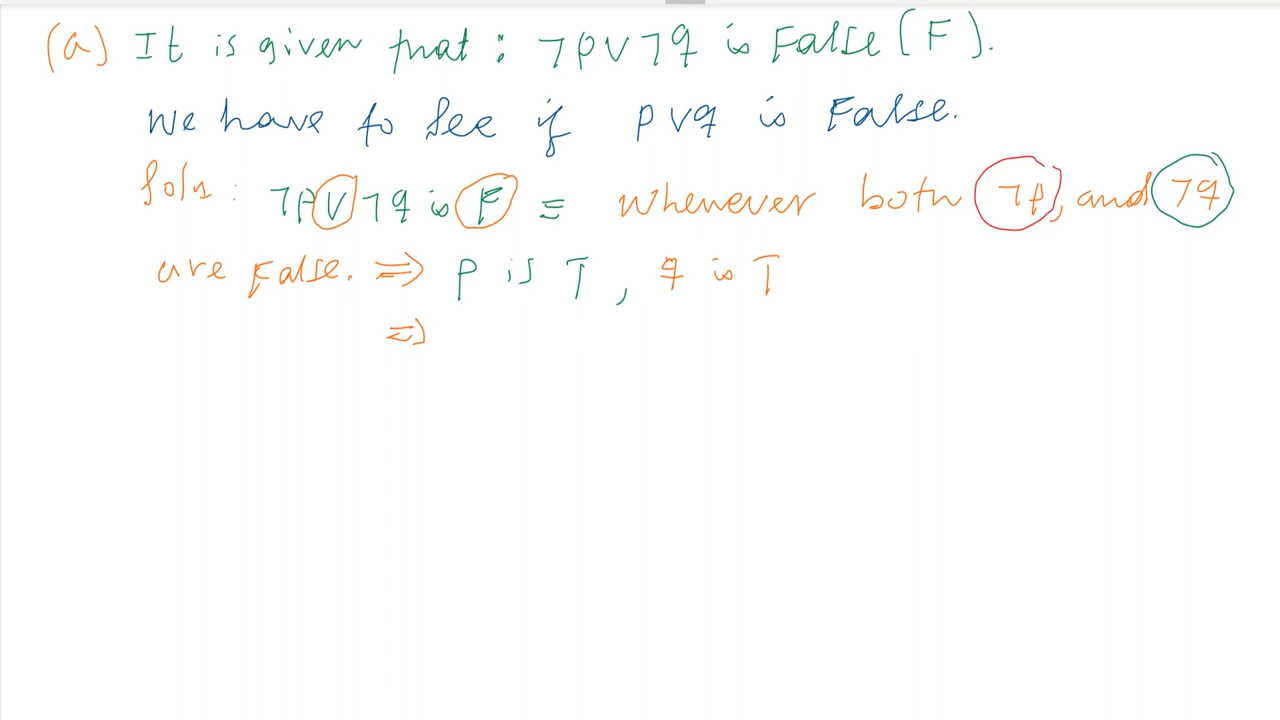 (a) It is given that : ¬p∨¬q is False (F).
We have to see if p∨q is False.
Soln : ¬p∨¬q is F ≡ whenever both ¬p, and ¬q
are False. ⇒ p is T, q is T
⇒